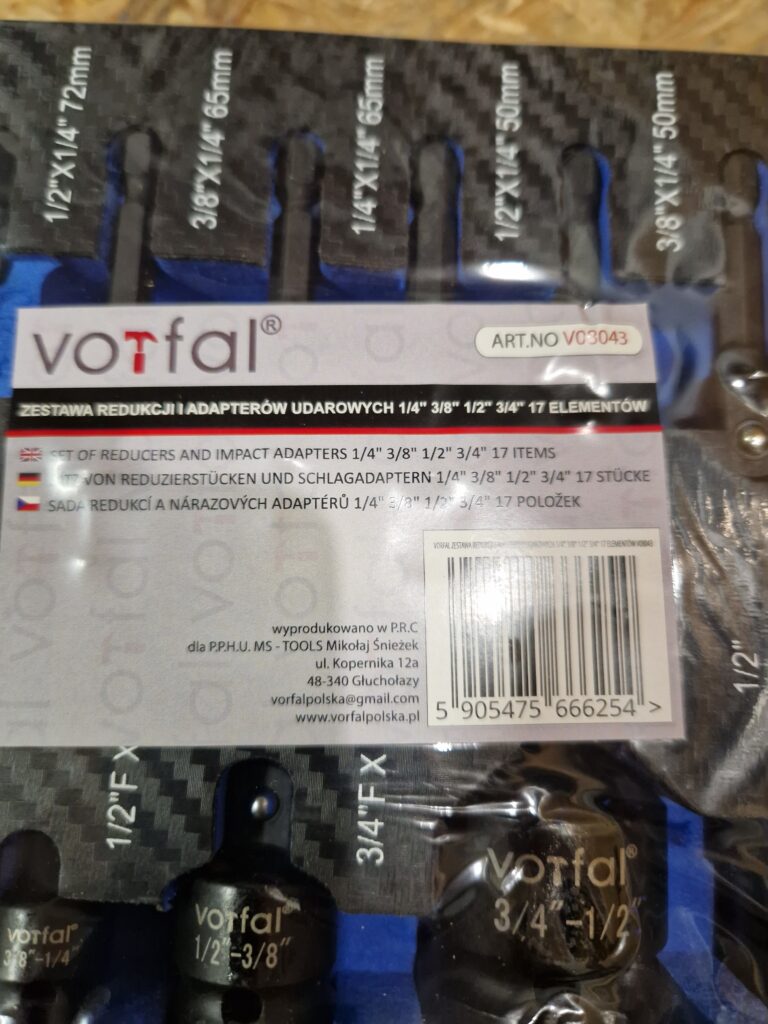 1/2"X1/4" 72mm
3/8"X1/4" 65mm
1/4"X1/4" 65mm
1/2"X1/4" 50mm
3/8"X1/4" 50mm
vorfal®
ART.NO V03043
ZESTAWA REDUKCJI I ADAPTERÓW UDAROWYCH 1/4" 3/8" 1/2" 3/4" 17 ELEMENTÓW
SET OF REDUCERS AND IMPACT ADAPTERS 1/4" 3/8" 1/2" 3/4" 17 ITEMS
VON REDUZIERSTÜCKEN UND SCHLAGADAPTERN 1/4" 3/8" 1/2" 3/4" 17 STÜCKE
SADA REDUKCÍ A NÁRAZOVÝCH ADAPTÉRŮ 1/4" 3/8" 1/2" 3/4" 17 POLOŽEK
wyprodukowano w P.R.C
dla P.P.H.U. MS - TOOLS Mikołaj Śnieżek
ul. Kopernika 12a
48-340 Głuchołazy
vorfalpolska@gmail.com
www.vorfalpolska.pl
5 905475 666254 >
1/2"
1/2"F X
3/4"F X
vorfal®
3/8"-1/4"
vorfal®
1/2"-3/8"
vorfal®
3/4"-1/2"